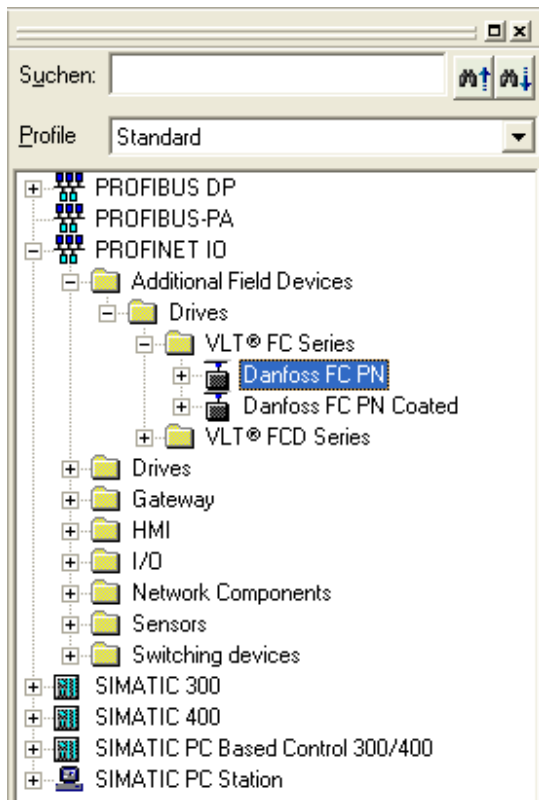 Suchen:
Profile Standard
PROFIBUS DP
PROFIBUS-PA
PROFINET IO
Additional Field Devices
Drives
VLT® FC Series
Danfoss FC PN
Danfoss FC PN Coated
VLT® FCD Series
Drives
Gateway
HMI
I/O
Network Components
Sensors
Switching devices
SIMATIC 300
SIMATIC 400
SIMATIC PC Based Control 300/400
SIMATIC PC Station